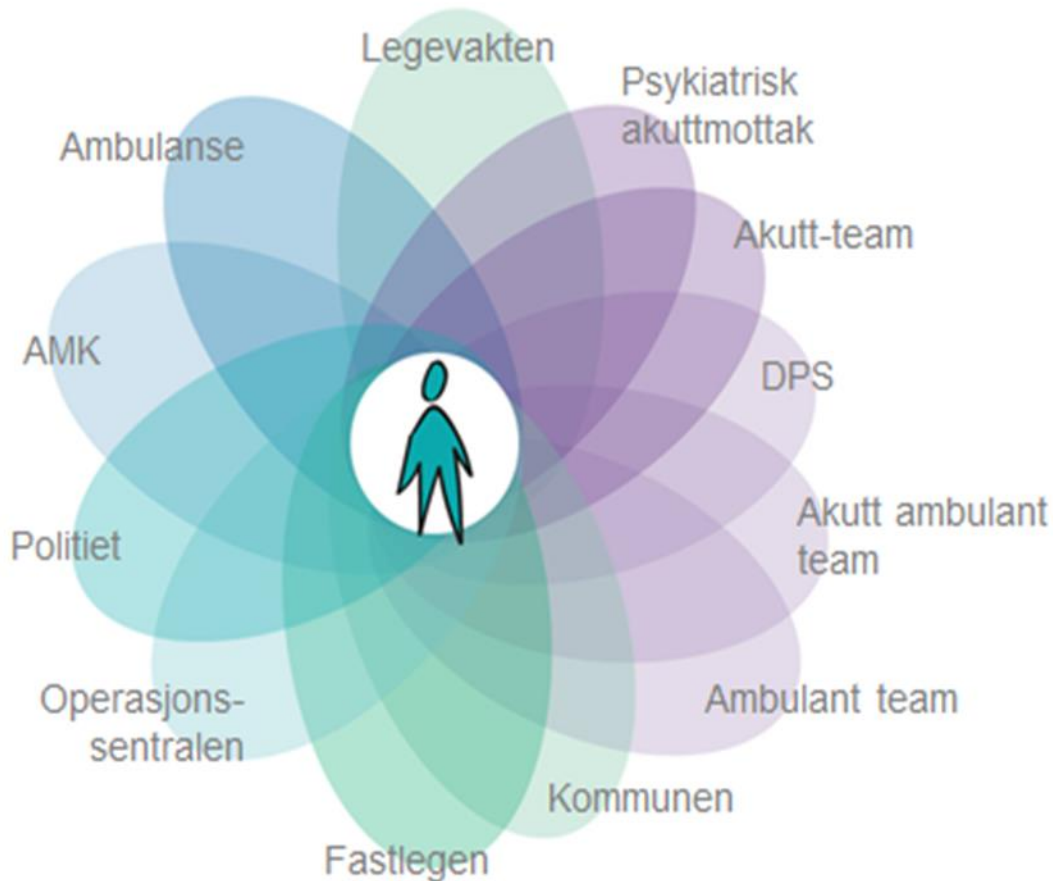 Legevakten
Psykiatrisk
akuttmottak
Ambulanse
Akutt-team
AMK
DPS
Politiet
Akutt ambulant
team
Operasjons-
sentralen
Ambulant team
Kommunen
Fastlegen